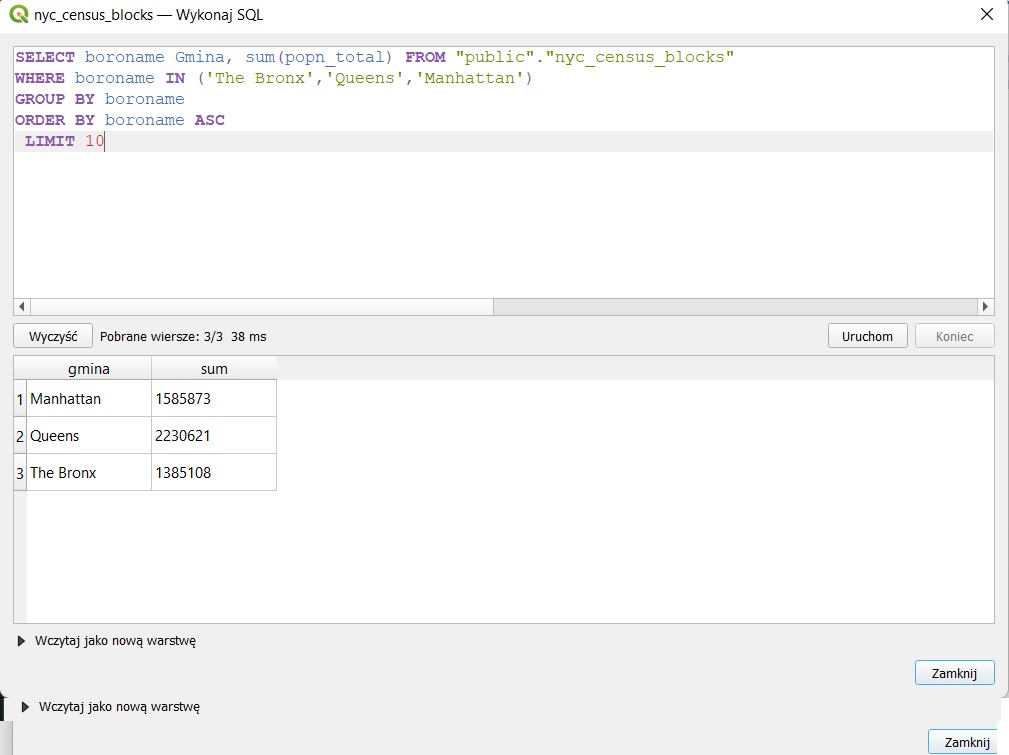 nyc_census_blocks — Wykonaj SQL
SELECT boroname Gmina, sum(popn_total) FROM "public"."nyc_census_blocks"
WHERE boroname IN ('The Bronx','Queens','Manhattan')
GROUP BY boroname
ORDER BY boroname ASC
LIMIT 10
Wyczyść Pobrane wiersze: 3/3 38 ms Uruchom Koniec
gmina sum
1 Manhattan 1585873
2 Queens 2230621
3 The Bronx 1385108
Wczytaj jako nową warstwę
Zamknij
Wczytaj jako nową warstwę
Zamknij